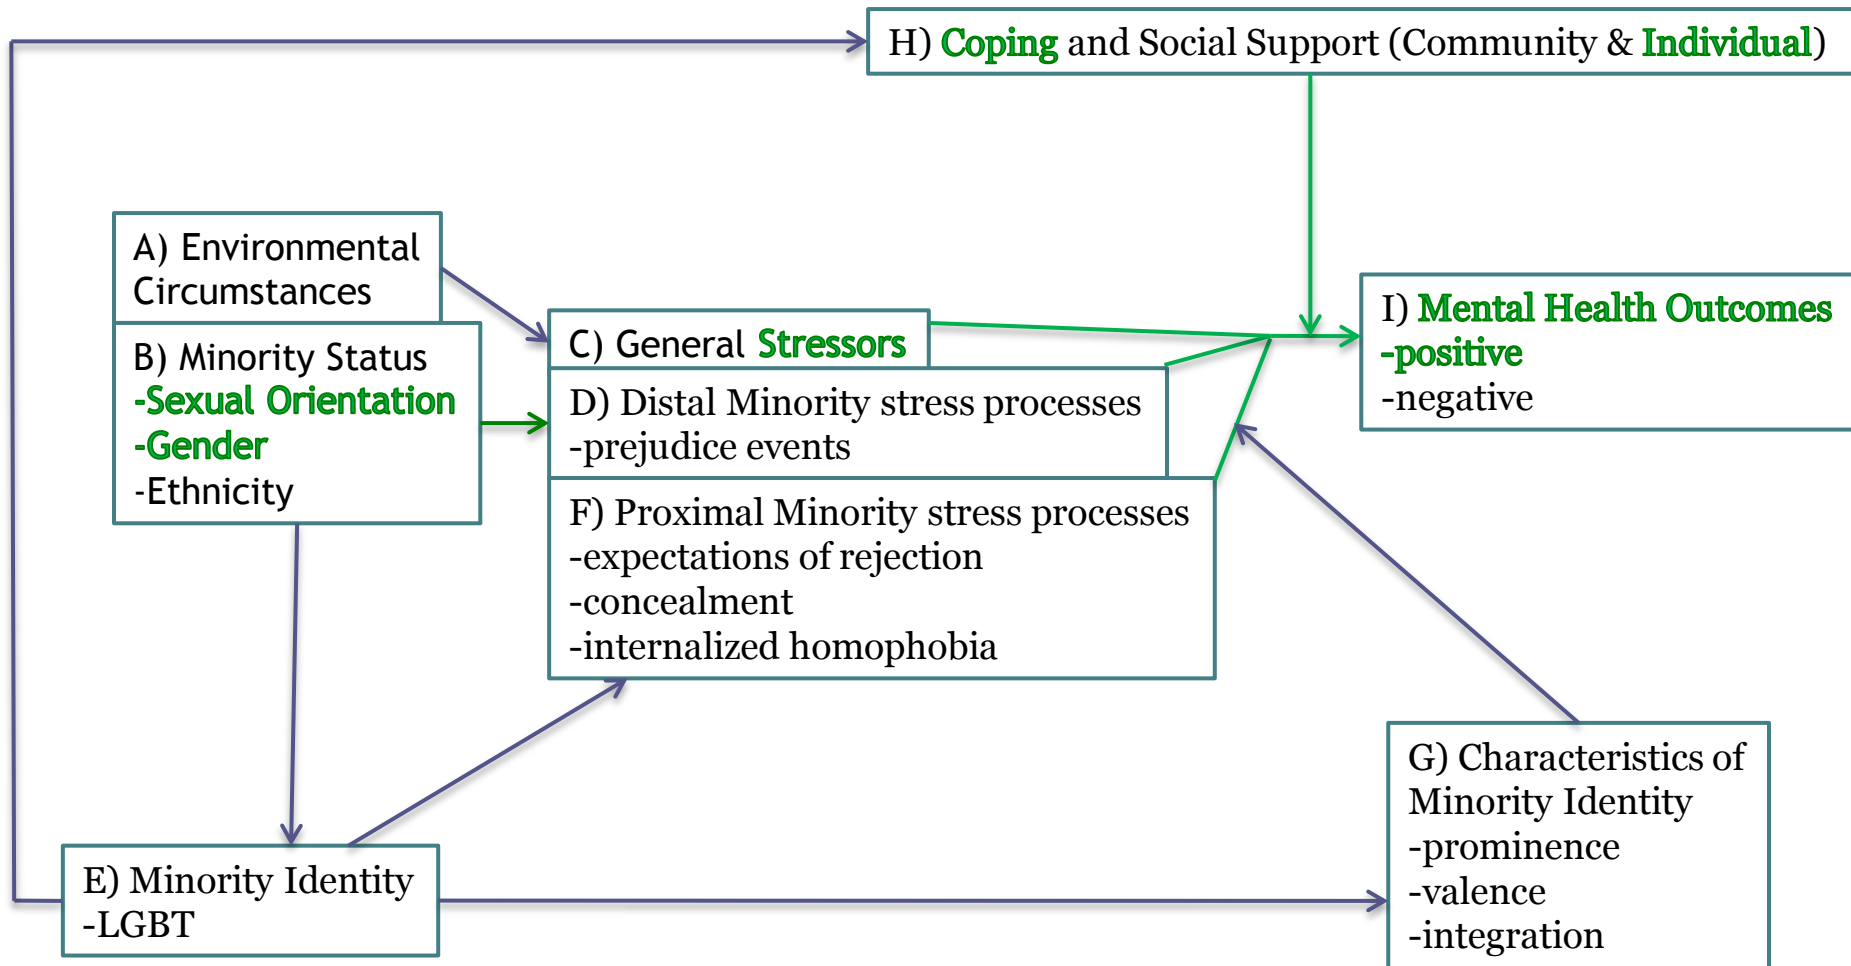 H) Coping and Social Support (Community & Individual)
A) Environmental
Circumstances
B) Minority Status
-Sexual Orientation
-Gender
-Ethnicity
C) General Stressors
D) Distal Minority stress processes
-prejudice events
F) Proximal Minority stress processes
-expectations of rejection
-concealment
-internalized homophobia
I) Mental Health Outcomes
-positive
-negative
E) Minority Identity
-LGBT
G) Characteristics of
Minority Identity
-prominence
-valence
-integration